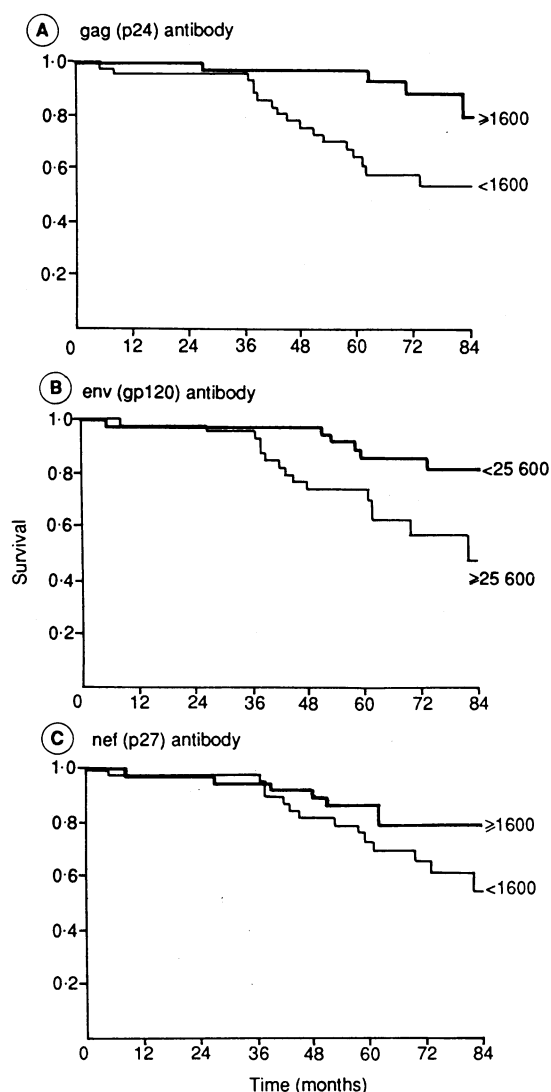 A gag (p24) antibody
1·0
0·8
0·6
0·4
0·2
⩾1600
<1600
0 12 24 36 48 60 72 84
B env (gp120) antibody
1·0
0·8
0·6
0·4
0·2
Survival
<25 600
⩾25 600
0 12 24 36 48 60 72 84
C nef (p27) antibody
1·0
0·8
0·6
0·4
0·2
⩾1600
<1600
0 12 24 36 48 60 72 84
Time (months)